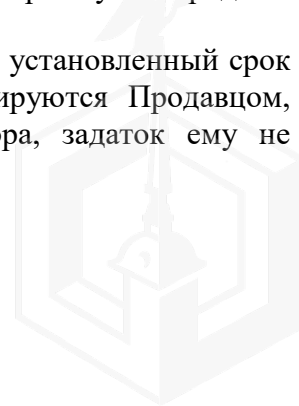 установленный срок
ируются Продавцом,
ра, задаток ему не